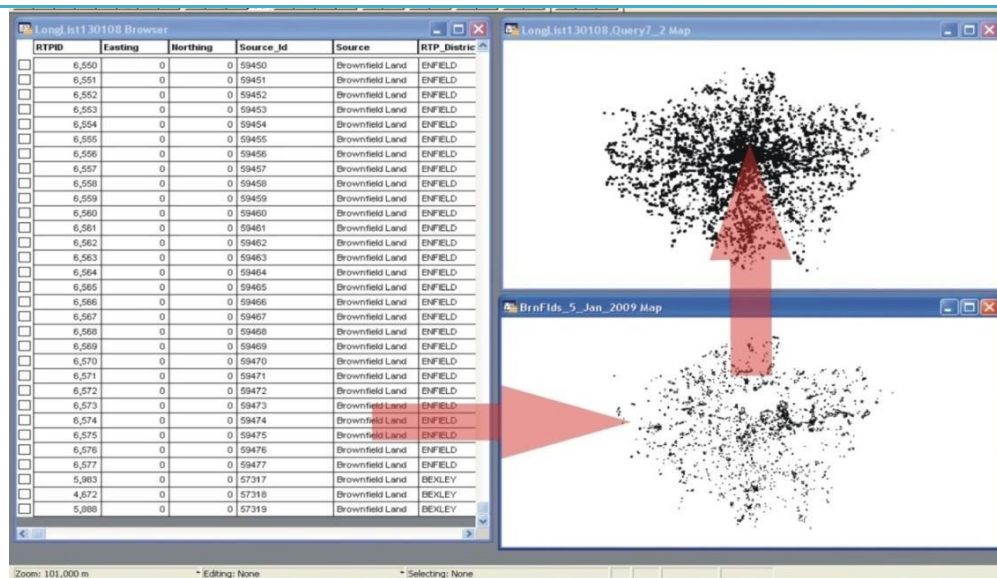 LongList130108 Browser
RTPID Easting Northing Source_Id Source RTP_Distric
6,550 0 0 59450 Brownfield Land ENFIELD
6,551 0 0 59451 Brownfield Land ENFIELD
6,552 0 0 59452 Brownfield Land ENFIELD
6,553 0 0 59453 Brownfield Land ENFIELD
6,554 0 0 59454 Brownfield Land ENFIELD
6,555 0 0 59455 Brownfield Land ENFIELD
6,556 0 0 59456 Brownfield Land ENFIELD
6,557 0 0 59457 Brownfield Land ENFIELD
6,558 0 0 59458 Brownfield Land ENFIELD
6,559 0 0 59459 Brownfield Land ENFIELD
6,560 0 0 59460 Brownfield Land ENFIELD
6,561 0 0 59461 Brownfield Land ENFIELD
6,562 0 0 59462 Brownfield Land ENFIELD
6,563 0 0 59463 Brownfield Land ENFIELD
6,564 0 0 59464 Brownfield Land ENFIELD
6,565 0 0 59465 Brownfield Land ENFIELD
6,566 0 0 59466 Brownfield Land ENFIELD
6,567 0 0 59467 Brownfield Land ENFIELD
6,568 0 0 59468 Brownfield Land ENFIELD
6,569 0 0 59469 Brownfield Land ENFIELD
6,570 0 0 59470 Brownfield Land ENFIELD
6,571 0 0 59471 Brownfield Land ENFIELD
6,572 0 0 59472 Brownfield Land ENFIELD
6,573 0 0 59473 Brownfield Land ENFIELD
6,574 0 0 59474 Brownfield Land ENFIELD
6,575 0 0 59475 Brownfield Land ENFIELD
6,576 0 0 59476 Brownfield Land ENFIELD
6,577 0 0 59477 Brownfield Land ENFIELD
5,983 0 0 57317 Brownfield Land BEXLEY
4,672 0 0 57318 Brownfield Land BEXLEY
5,888 0 0 57319 Brownfield Land BEXLEY
LongList130108.Query7_2 Map
BrnFlds_5_Jan_2009 Map
Zoom: 101,000 m Editing: None Selecting: None